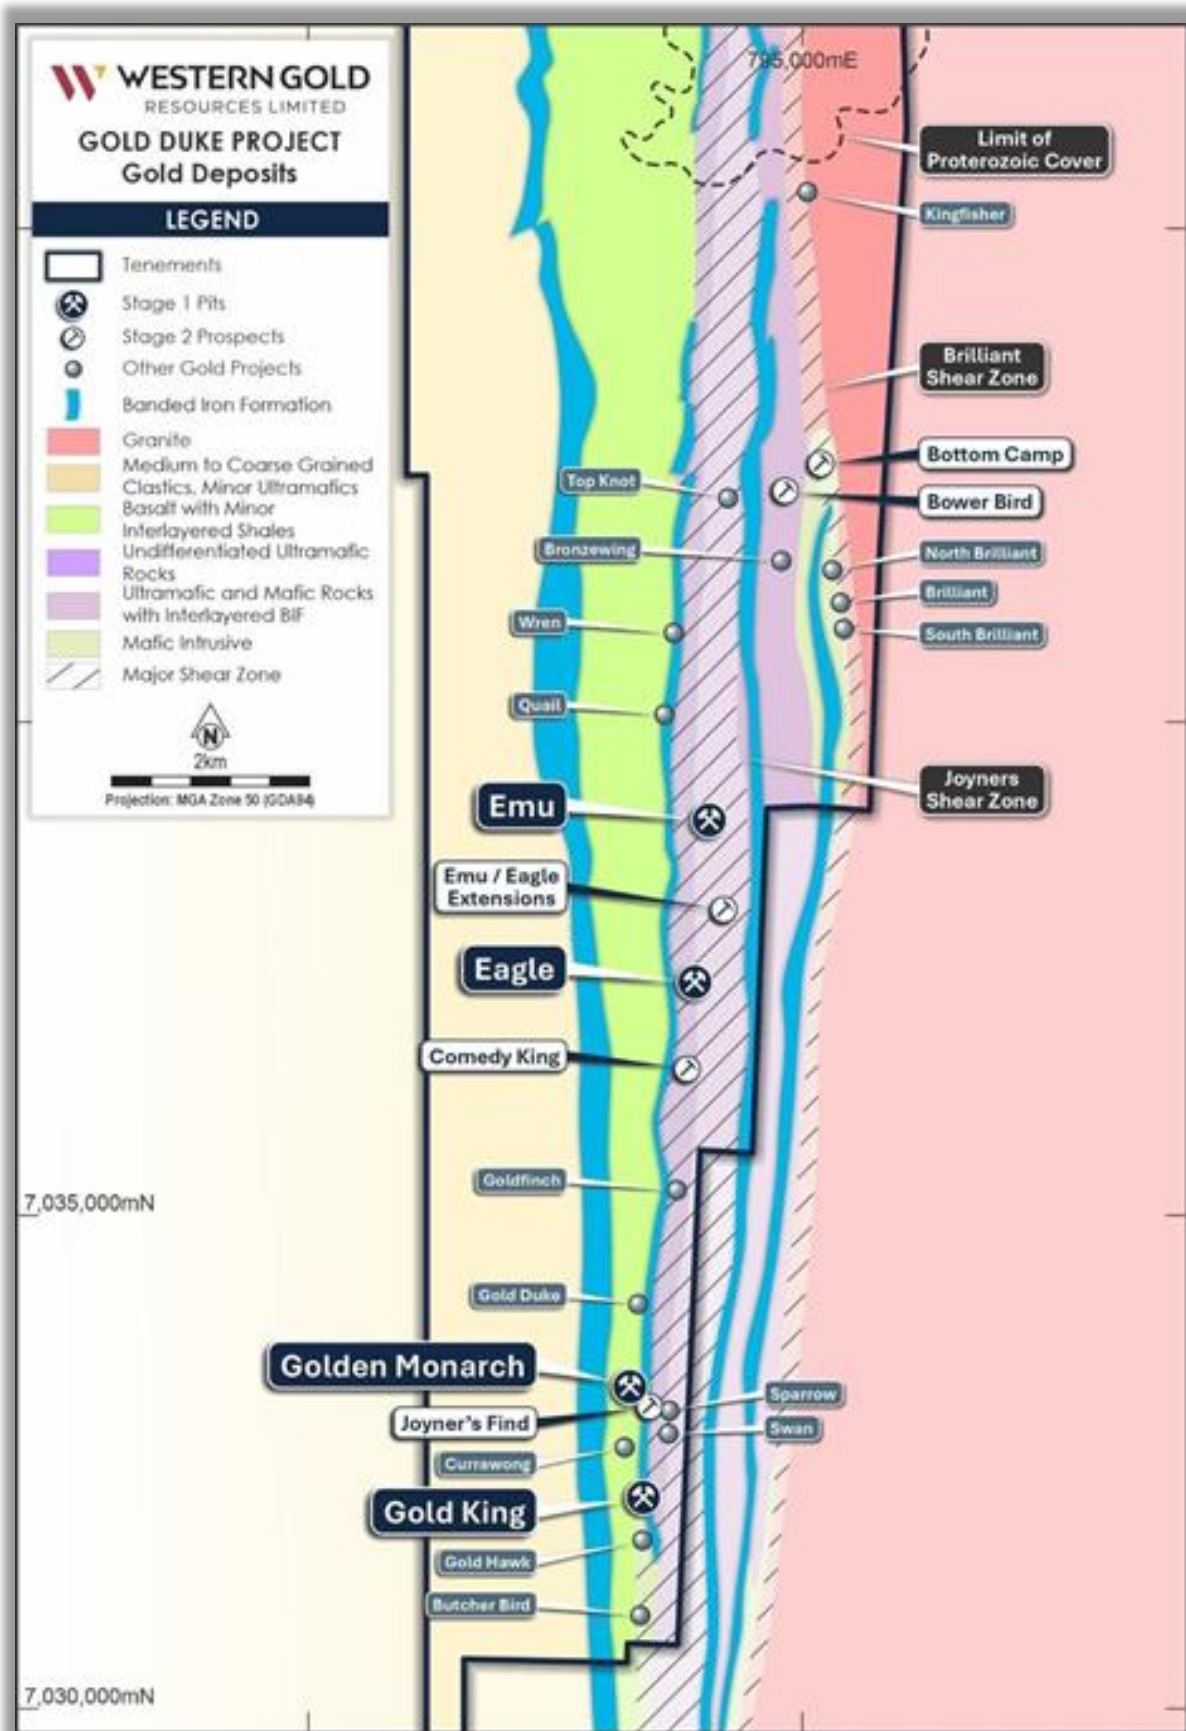 WESTERN GOLD
RESOURCES LIMITED
GOLD DUKE PROJECT
Gold Deposits
LEGEND
Tenements
Stage 1 Pits
Stage 2 Prospects
Other Gold Projects
Banded Iron Formation
Granite
Medium to Coarse Grained
Clastics, Minor Ultramafics
Basalt with Minor
Interlayered Shales
Undifferentiated Ultramafic
Rocks
Ultramafic and Mafic Rocks
with Interlayered BIF
Mafic Intrusive
Major Shear Zone
N
2km
Projection: MGA Zone 50 (GDA94)
795,000mE
Limit of
Proterozoic Cover
Kingfisher
Brilliant
Shear Zone
Bottom Camp
Top Knot
Bower Bird
Bronzewing
North Brilliant
Brilliant
Wren
South Brilliant
Quail
Joyners
Shear Zone
Emu
Emu / Eagle
Extensions
Eagle
Comedy King
Goldfinch
7,035,000mN
Gold Duke
Golden Monarch
Sparrow
Joyner's Find
Swan
Currawong
Gold King
Gold Hawk
Butcher Bird
7,030,000mN